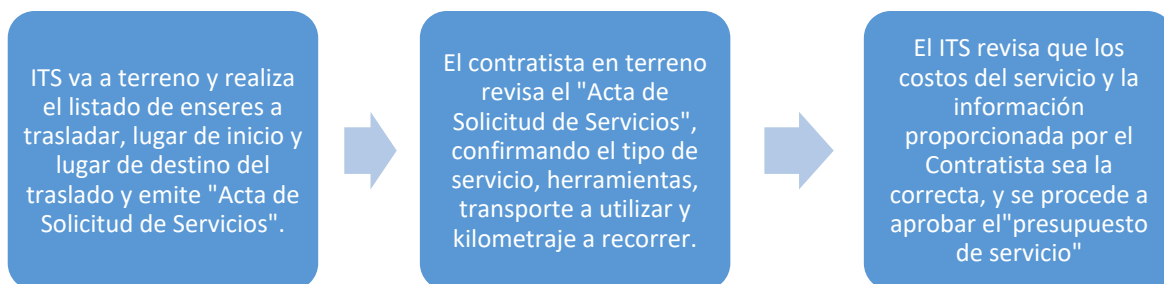 ITS va a terreno y realiza
el listado de enseres a
trasladar, lugar de inicio y
lugar de destino del
traslado y emite "Acta de
Solicitud de Servicios".
El contratista en terreno
revisa el "Acta de
Solicitud de Servicios",
confirmando el tipo de
servicio, herramientas,
transporte a utilizar y
kilometraje a recorrer.
El ITS revisa que los
costos del servicio y la
información
proporcionada por el
Contratista sea la
correcta, y se procede a
aprobar el"presupuesto
de servicio"